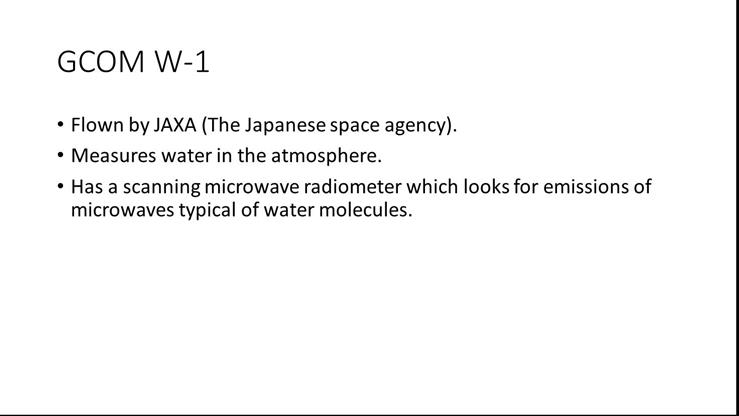 GCOM W-1
• Flown by JAXA (The Japanese space agency).
• Measures water in the atmosphere.
• Has a scanning microwave radiometer which looks for emissions of
microwaves typical of water molecules.